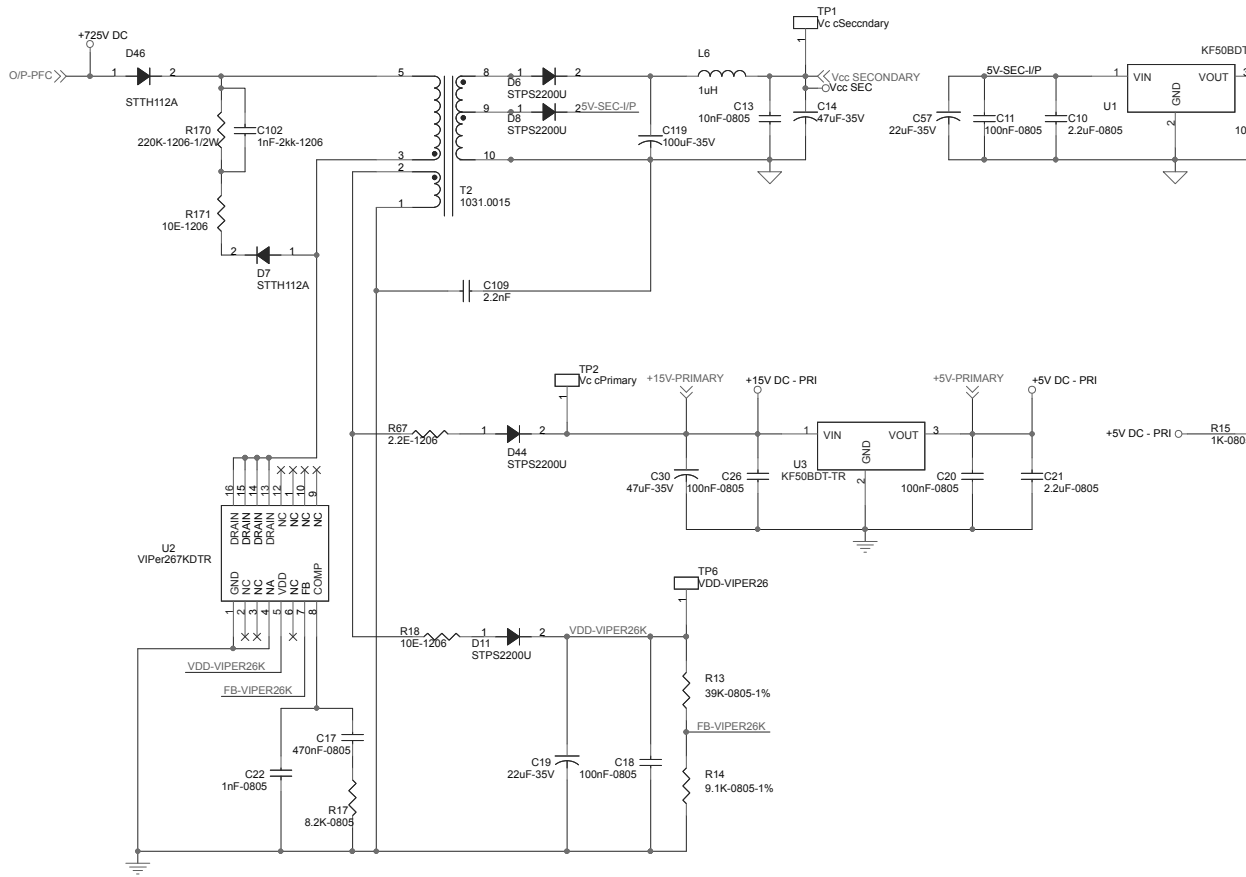 +725V DC
O/P-PFC
D46
1
2
STTH112A
R170
220K-1206-1/2W
C102
1nF-2kk-1206
R171
10E-1206
2
1
D7
STTH112A
5
3
2
1
8
9
10
T2
1031.0015
1
2
D6
STPS2200U
1
2
5V-SEC-I/P
D8
STPS2200U
C119
100uF-35V
L6
1uH
C13
10nF-0805
TP1
Vc cSeccndary
1
Vcc SECONDARY
Vcc SEC
C14
47uF-35V
C109
2.2nF
5V-SEC-I/P
C57
22uF-35V
C11
100nF-0805
C10
2.2uF-0805
KF50BDT
1
VIN
VOUT
3
GND
U1
2
10
TP2
Vc cPrimary
1
+15V-PRIMARY
+15V DC - PRI
+5V-PRIMARY
+5V DC - PRI
R67
2.2E-1206
1
2
D44
STPS2200U
C30
47uF-35V
C26
100nF-0805
1
VIN
VOUT
3
GND
U3
KF50BDT-TR
2
C20
100nF-0805
C21
2.2uF-0805
+5V DC - PRI
R15
1K-080
16
15
14
13
12
1
10
9
DRAIN
DRAIN
DRAIN
DRAIN
NC
NC
NC
NC
U2
VIPer267KDTR
GND
NC
NC
NA
VDD
NC
FB
COMP
1
2
3
4
5
6
7
8
VDD-VIPER26K
FB-VIPER26K
C17
470nF-0805
C22
1nF-0805
R17
8.2K-0805
TP6
VDD-VIPER26
1
R18
10E-1206
1
2
D11
STPS2200U
VDD-VIPER26K
R13
39K-0805-1%
FB-VIPER26K
C19
22uF-35V
C18
100nF-0805
R14
9.1K-0805-1%